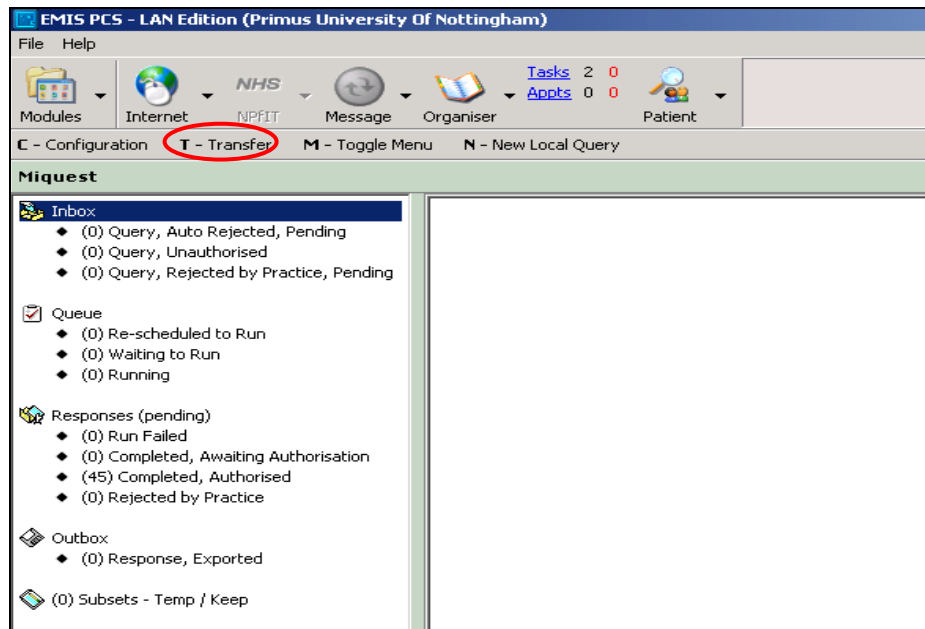 EMIS PCS - LAN Edition (Primus University Of Nottingham)
File Help
NHS Tasks 2 0
Appts 0 0
Modules Internet NPfIT Message Organiser Patient
C - Configuration T - Transfer M - Toggle Menu N - New Local Query
Miquest
Inbox
(0) Query, Auto Rejected, Pending
(0) Query, Unauthorised
(0) Query, Rejected by Practice, Pending
Queue
(0) Re-scheduled to Run
(0) Waiting to Run
(0) Running
Responses (pending)
(0) Run Failed
(0) Completed, Awaiting Authorisation
(45) Completed, Authorised
(0) Rejected by Practice
Outbox
(0) Response, Exported
(0) Subsets - Temp / Keep